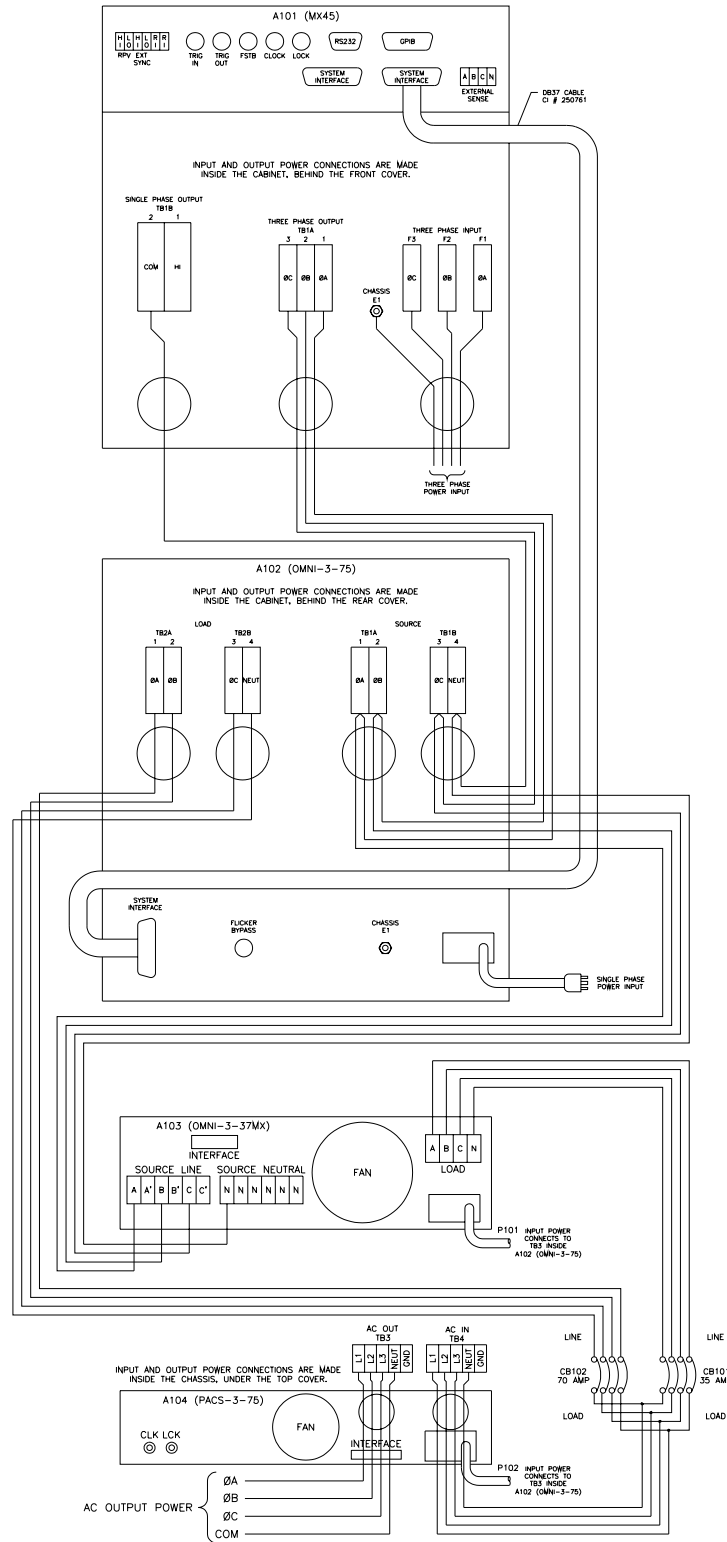 A101 (MX45)
HI LO HI LO RI RI
RPV EXT SYNC
TRIG IN
TRIG OUT
FSTB
CLOCK
LOCK
RS232
GPIB
SYSTEM INTERFACE
SYSTEM INTERFACE
A B C N
EXTERNAL SENSE
DB37 CABLE
CI # 250761
INPUT AND OUTPUT POWER CONNECTIONS ARE MADE
INSIDE THE CABINET, BEHIND THE FRONT COVER.
SINGLE PHASE OUTPUT
TB1B
2 1
COM HI
THREE PHASE OUTPUT
TB1A
3 2 1
ØC ØB ØA
CHASSIS
E1
THREE PHASE INPUT
F3 F2 F1
ØC ØB ØA
THREE PHASE
POWER INPUT
A102 (OMNI-3-75)
INPUT AND OUTPUT POWER CONNECTIONS ARE MADE
INSIDE THE CABINET, BEHIND THE REAR COVER.
LOAD
SOURCE
TB2A
1 2
ØA ØB
TB2B
3 4
ØC NEUT
TB1A
1 2
ØA ØB
TB1B
3 4
ØC NEUT
SYSTEM
INTERFACE
FLICKER
BYPASS
CHASSIS
E1
SINGLE PHASE
POWER INPUT
A103 (OMNI-3-37MX)
INTERFACE
SOURCE LINE
A A' B B' C C'
SOURCE NEUTRAL
N N N N N N
FAN
A B C N
LOAD
P101 INPUT POWER
CONNECTS TO
TB3 INSIDE
A102 (OMNI-3-75)
AC OUT
TB3
L1 L2 L3 NEUT GND
AC IN
TB4
L1 L2 L3 NEUT GND
INPUT AND OUTPUT POWER CONNECTIONS ARE MADE
INSIDE THE CHASSIS, UNDER THE TOP COVER.
A104 (PACS-3-75)
CLK LCK
FAN
INTERFACE
P102 INPUT POWER
CONNECTS TO
TB3 INSIDE
A102 (OMNI-3-75)
LINE
CB102
70 AMP
LOAD
LINE
CB101
35 AM
LOAD
AC OUTPUT POWER
ØA
ØB
ØC
COM